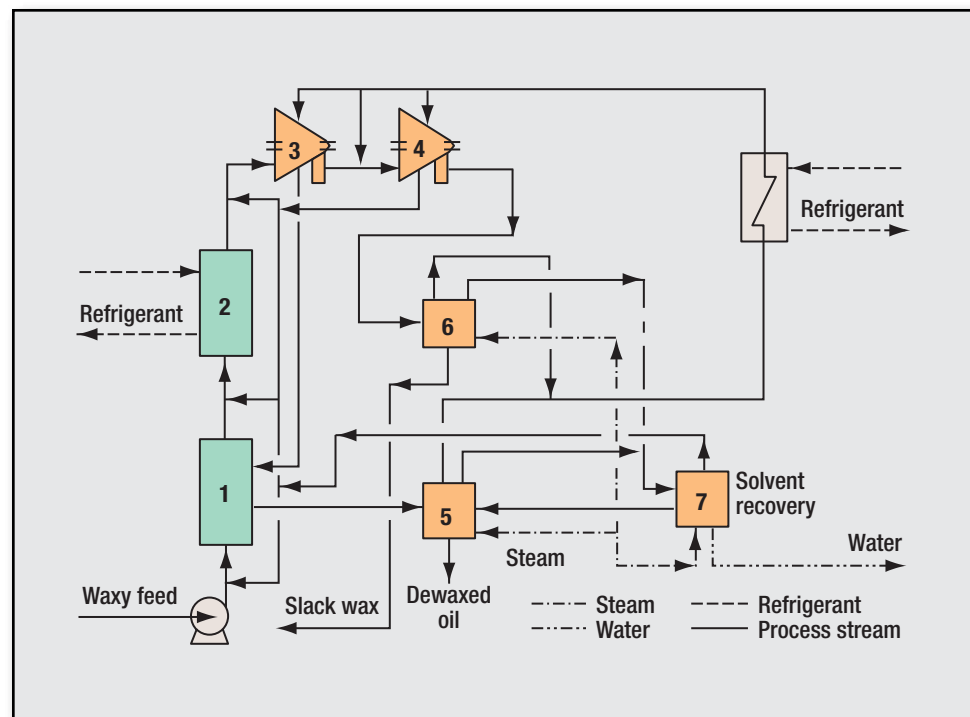 3
4
Refrigerant
2
Refrigerant
6
1
5
7
Solvent
recovery
Steam
Water
Waxy feed
Slack wax
Dewaxed
oil
Steam
Water
Refrigerant
Process stream